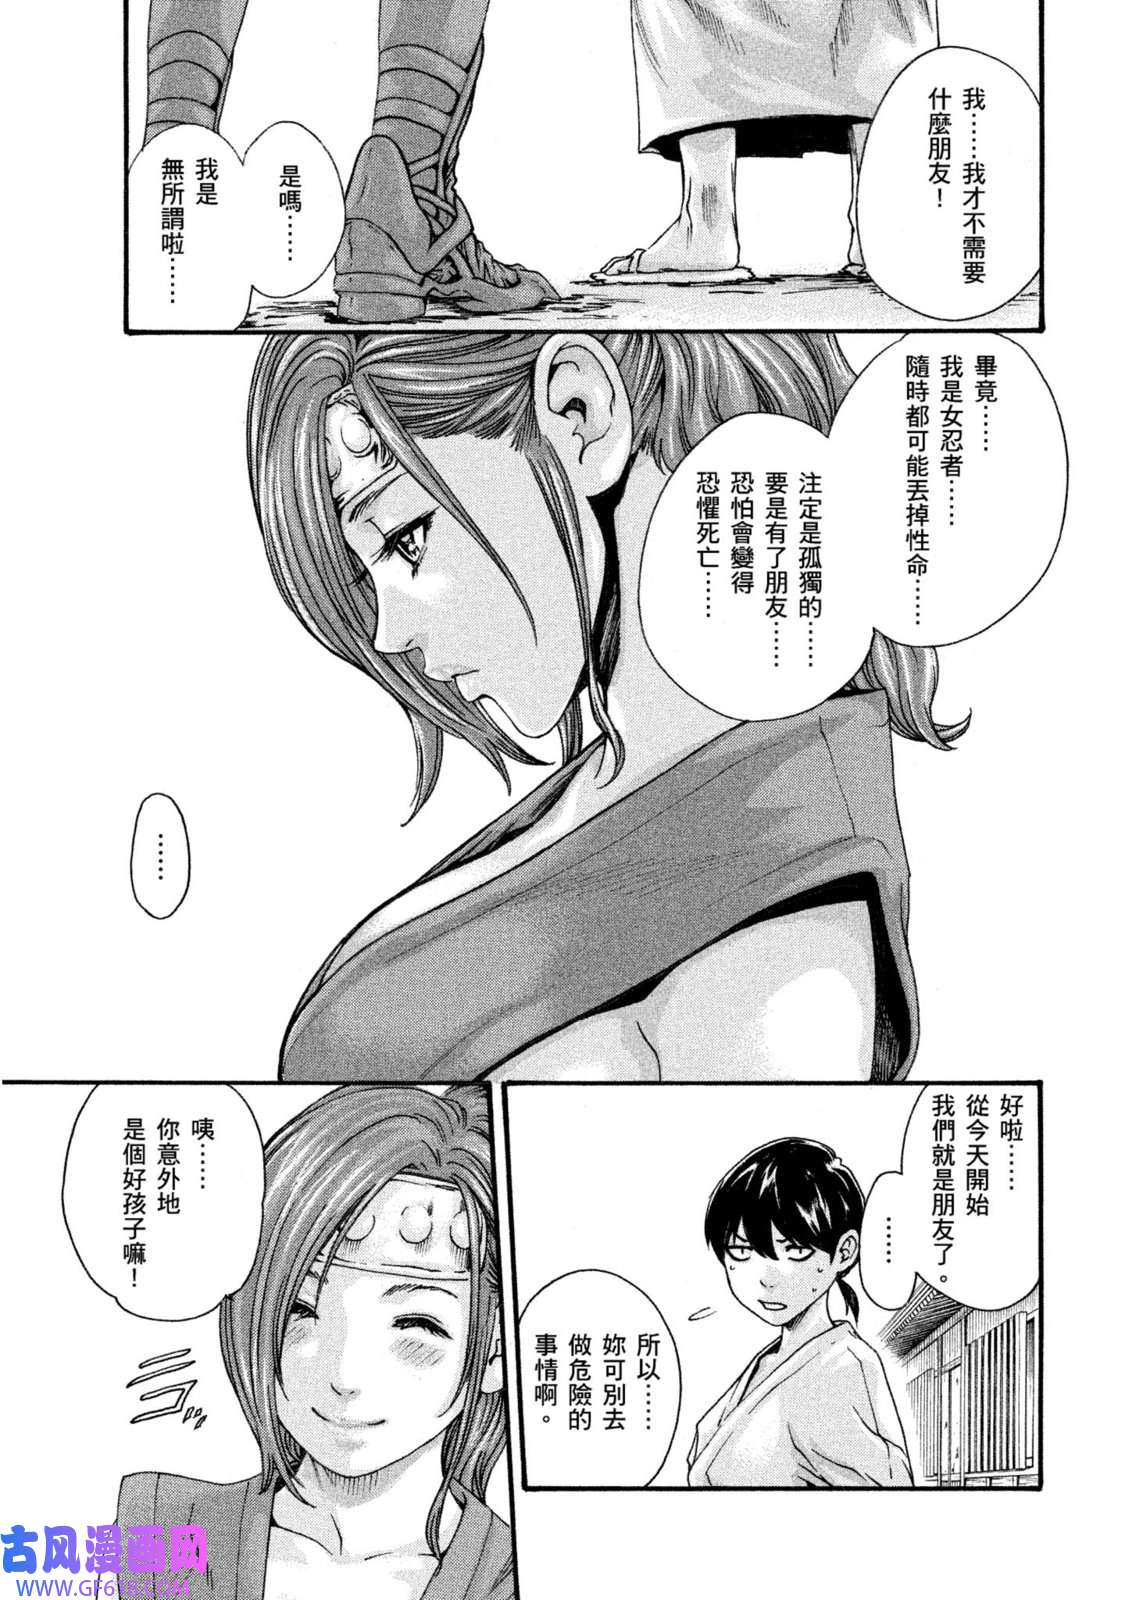 我……我才不需要
什麼朋友！
是嗎……
我是
無所謂啦……
畢竟……
我是女忍者……
隨時都可能丟掉性命…
注定是孤獨的……
要是有了朋友……
恐怕會變得
恐懼死亡……
……
好啦……
從今天開始
我們就是朋友了。
……
所以……
妳可別去
做危險的
事情啊。
咦……
你意外地
是個好孩子嘛！
ニコ
古风漫画网
WWW.GF618.COM